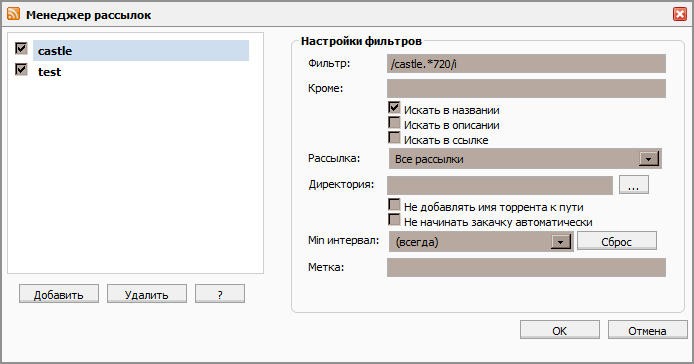 Менеджер рассылок
castle
test
Добавить
Удалить
?
Настройки фильтров
Фильтр:
/castle.*720/i
Кроме:
Искать в названии
Искать в описании
Искать в ссылке
Рассылка:
Все рассылки
Директория:
...
Не добавлять имя торрента к пути
Не начинать закачку автоматически
Min интервал:
(всегда)
Сброс
Метка:
OK
Отмена